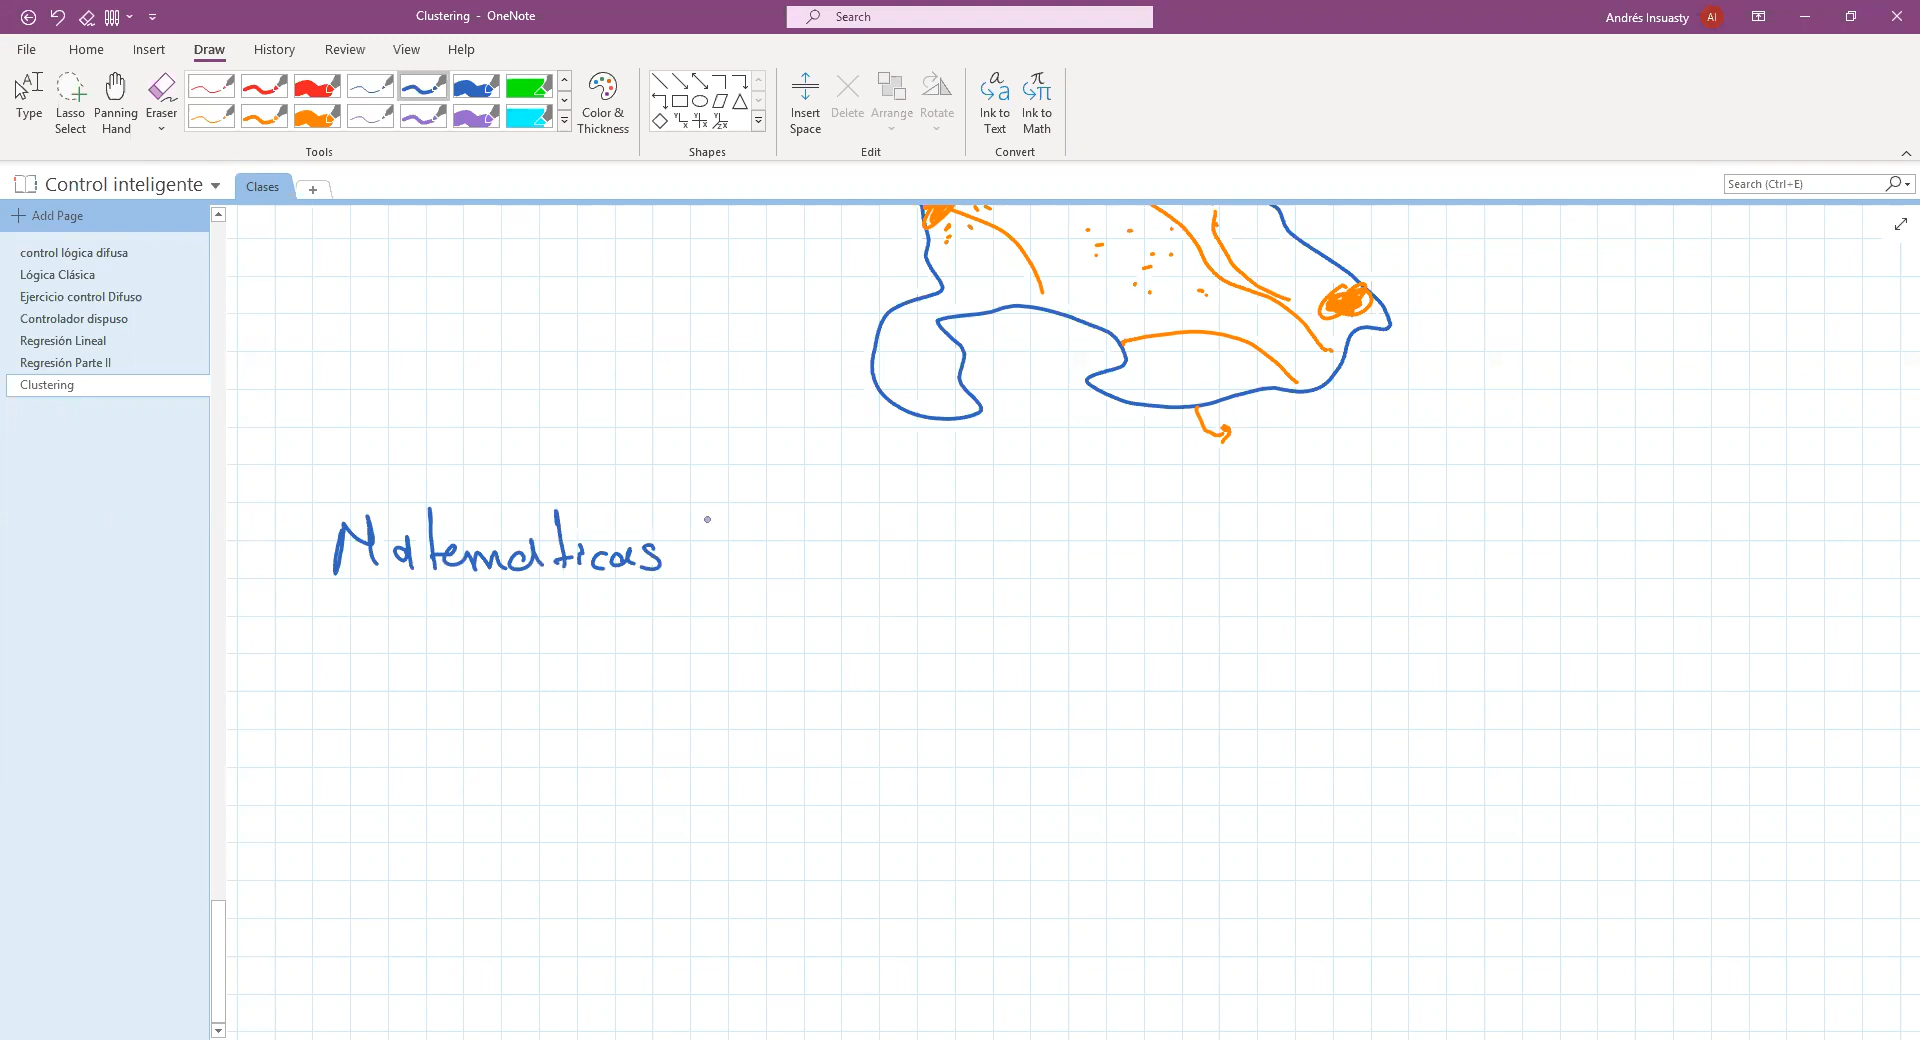 Clustering - OneNote
Search
Andrés Insuasty
AI
File Home Insert Draw History Review View Help
Type
Lasso Select
Panning Hand
Eraser
Color & Thickness
Insert Space
Delete
Arrange
Rotate
Ink to Text
Ink to Math
Tools
Shapes
Edit
Convert
Control inteligente
Clases
Search (Ctrl+E)
Add Page
control lógica difusa
Lógica Clásica
Ejercicio control Difuso
Controlador dispuso
Regresión Lineal
Regresión Parte II
Clustering
Matematicas